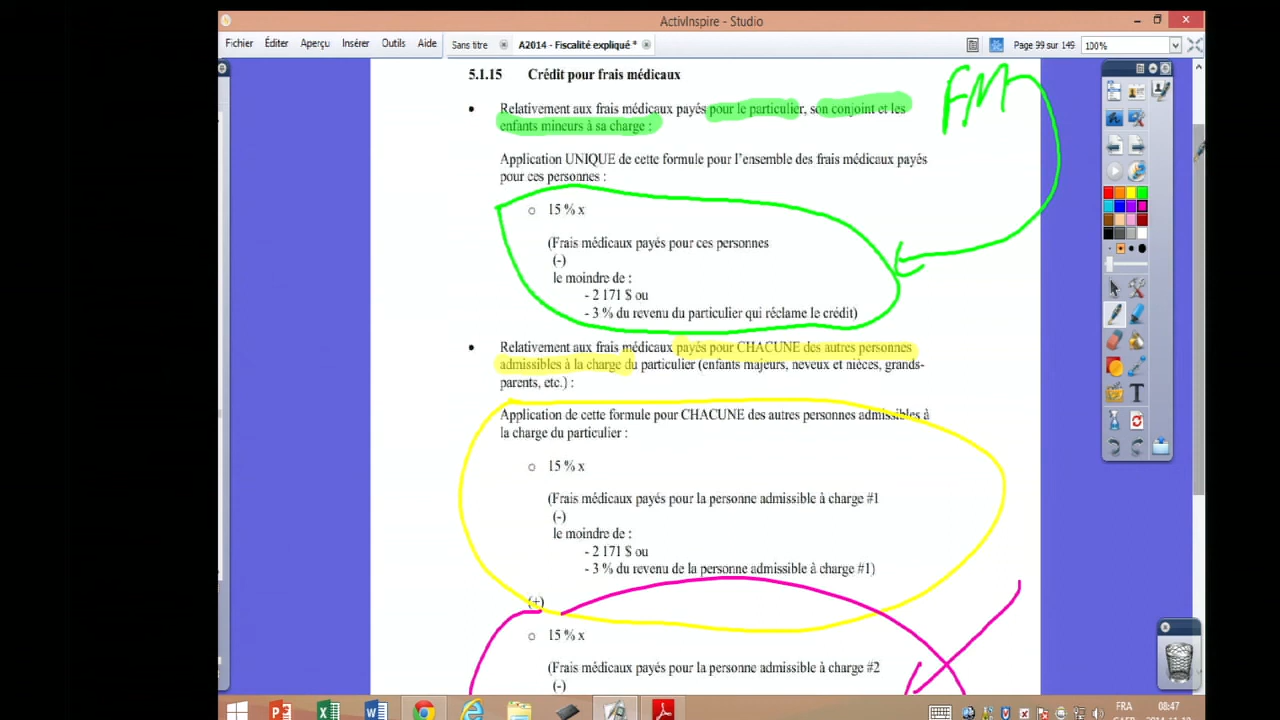 ActivInspire - Studio
Fichier Éditer Aperçu Insérer Outils Aide Sans titre A2014 - Fiscalité expliqué * Page 99 sur 149 100%
5.1.15 Crédit pour frais médicaux
FM
• Relativement aux frais médicaux payés pour le particulier, son conjoint et les
enfants mineurs à sa charge :
Application UNIQUE de cette formule pour l'ensemble des frais médicaux payés
pour ces personnes :
o 15 % x
(Frais médicaux payés pour ces personnes
(-)
le moindre de :
- 2 171 $ ou
- 3 % du revenu du particulier qui réclame le crédit)
• Relativement aux frais médicaux payés pour CHACUNE des autres personnes
admissibles à la charge du particulier (enfants majeurs, neveux et nièces, grands-
parents, etc.) :
Application de cette formule pour CHACUNE des autres personnes admissibles à
la charge du particulier :
o 15 % x
(Frais médicaux payés pour la personne admissible à charge #1
(-)
le moindre de :
- 2 171 $ ou
- 3 % du revenu de la personne admissible à charge #1)
(+)
o 15 % x
(Frais médicaux payés pour la personne admissible à charge #2
(-)
FRA 08:47